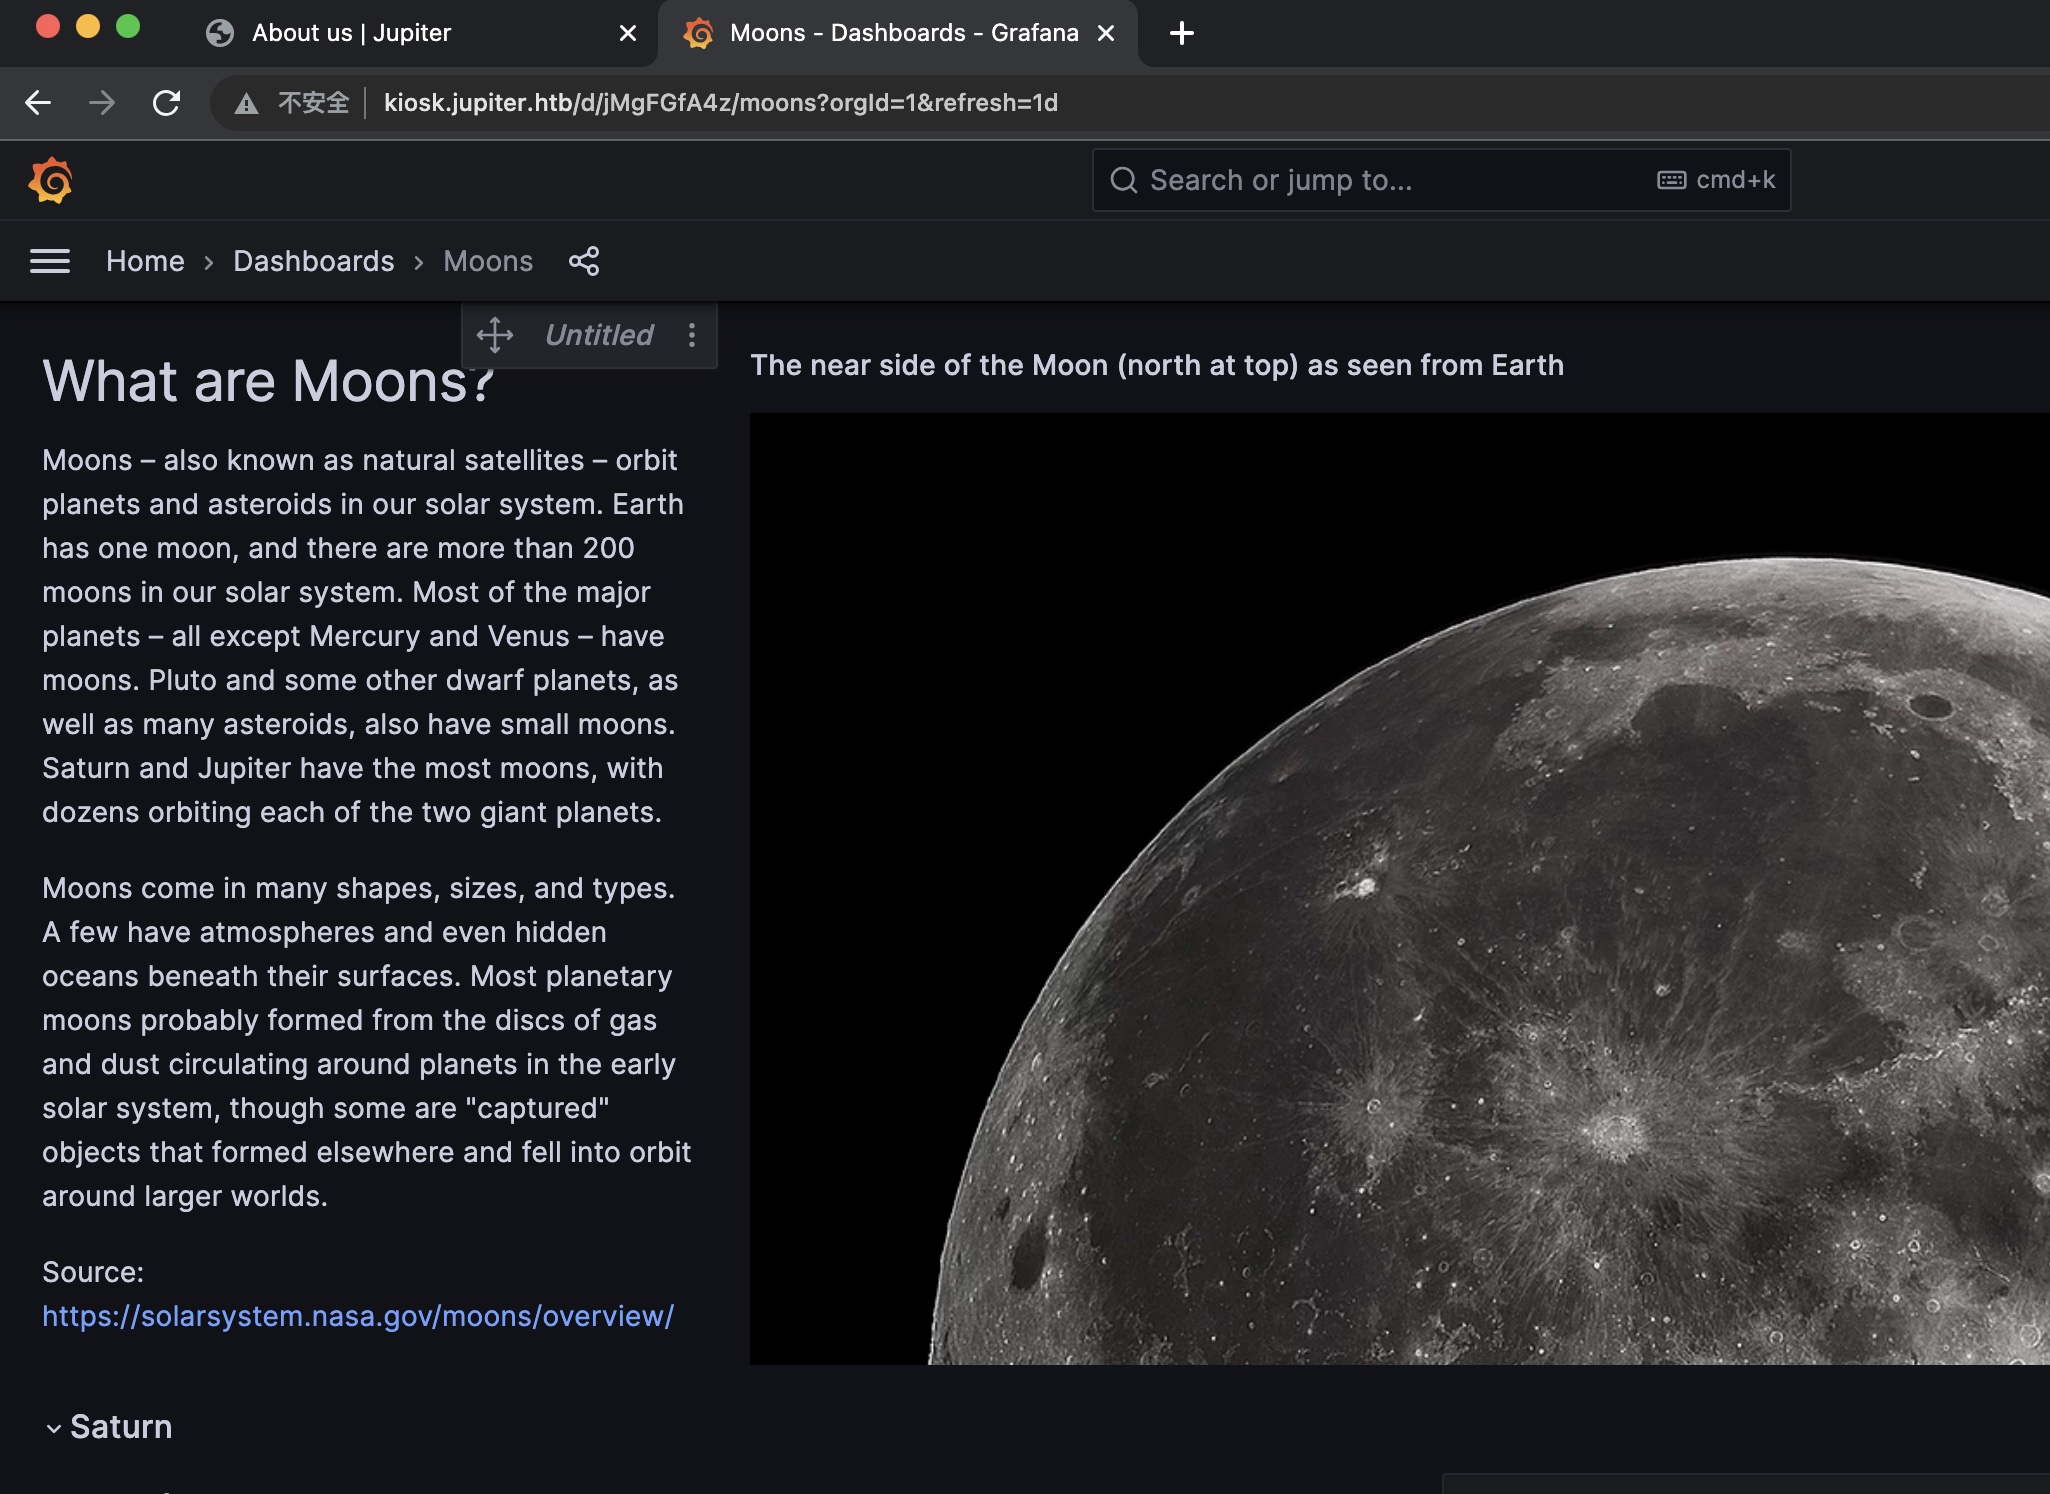 About us | Jupiter
Moons - Dashboards - Grafana
不安全
kiosk.jupiter.htb/d/jMgFGfA4z/moons?orgId=1&refresh=1d
Search or jump to...
cmd+k
Home
Dashboards
Moons
Untitled
What are Moons?
Moons – also known as natural satellites – orbit
planets and asteroids in our solar system. Earth
has one moon, and there are more than 200
moons in our solar system. Most of the major
planets – all except Mercury and Venus – have
moons. Pluto and some other dwarf planets, as
well as many asteroids, also have small moons.
Saturn and Jupiter have the most moons, with
dozens orbiting each of the two giant planets.
Moons come in many shapes, sizes, and types.
A few have atmospheres and even hidden
oceans beneath their surfaces. Most planetary
moons probably formed from the discs of gas
and dust circulating around planets in the early
solar system, though some are "captured"
objects that formed elsewhere and fell into orbit
around larger worlds.
Source:
https://solarsystem.nasa.gov/moons/overview/
The near side of the Moon (north at top) as seen from Earth
Saturn